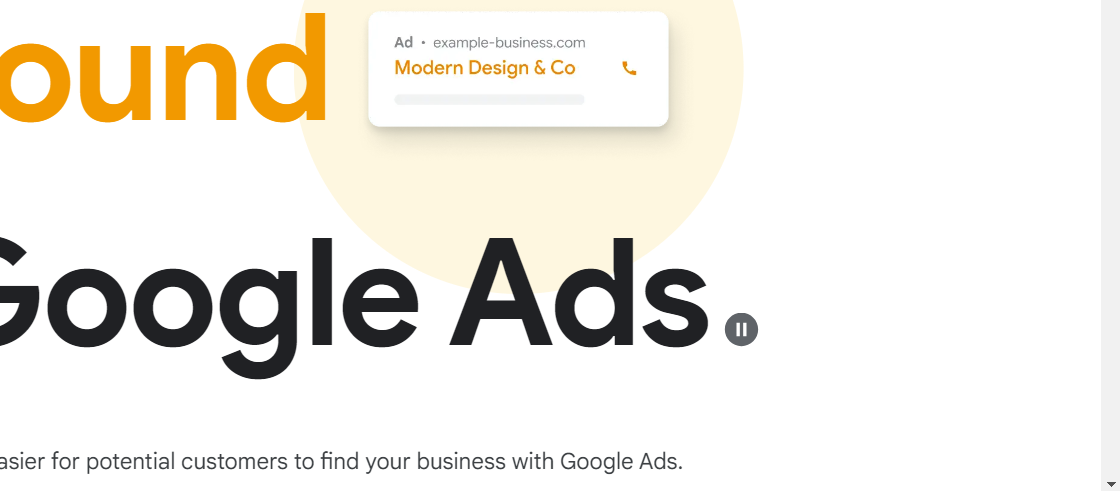 ound
Ad • example-business.com
Modern Design & Co
Google Ads
asier for potential customers to find your business with Google Ads.